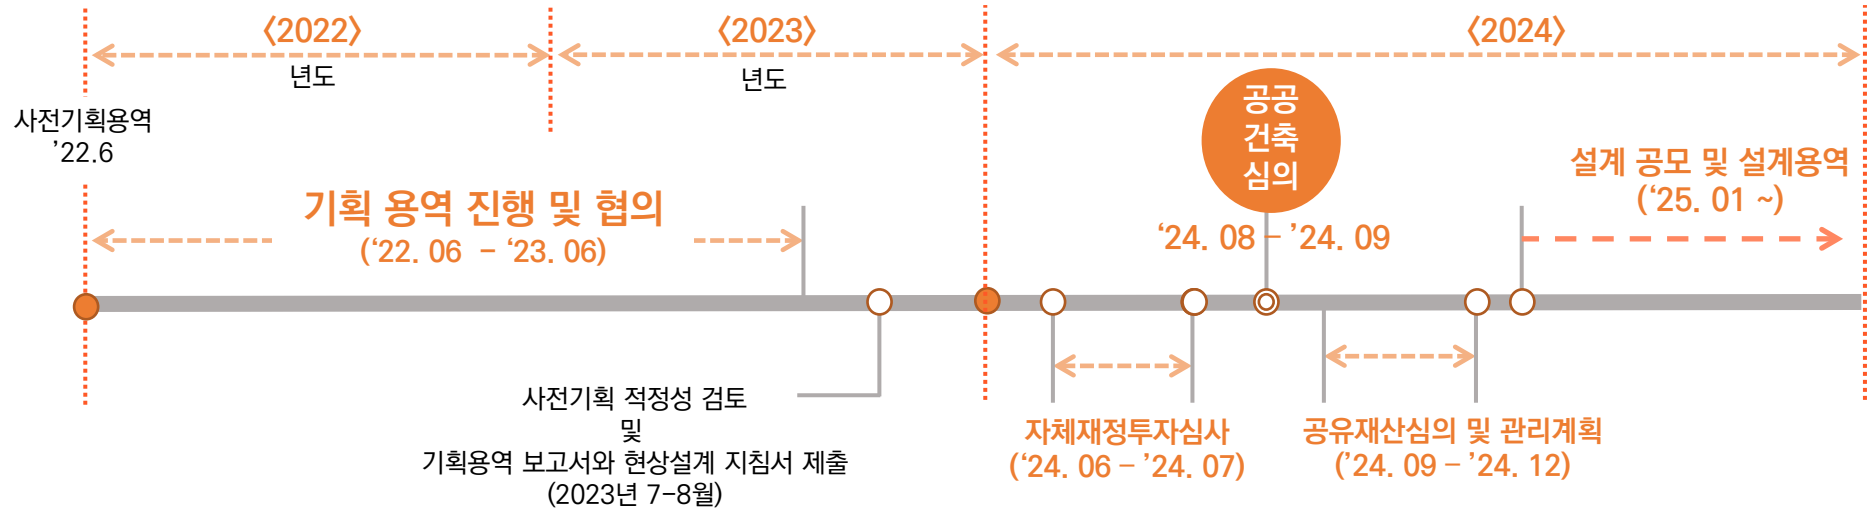 〈2022〉
년도
〈2023〉
년도
〈2024〉
사전기획용역
’22.6
기획 용역 진행 및 협의
(‘22. 06 - ‘23. 06)
공공
건축
심의
‘24. 08 – ’24. 09
설계 공모 및 설계용역
(‘25. 01 ~)
사전기획 적정성 검토
및
기획용역 보고서와 현상설계 지침서 제출
(2023년 7-8월)
자체재정투자심사
(‘24. 06 – ’24. 07)
공유재산심의 및 관리계획
(’24. 09 – ’24. 12)